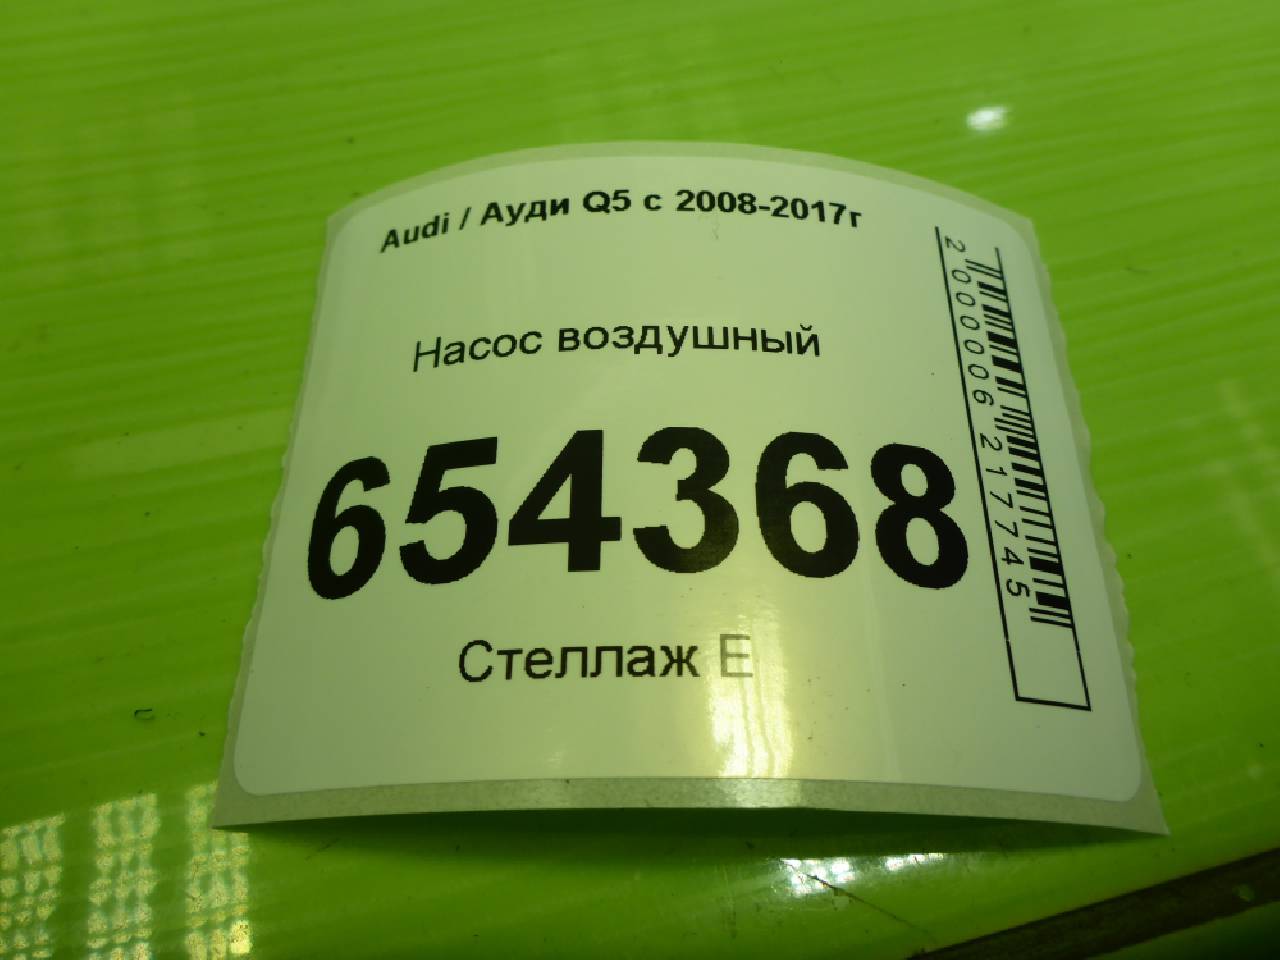 Audi / Ауди Q5 с 2008-2017г
Насос воздушный
654368
Стеллаж Е
2000006217745